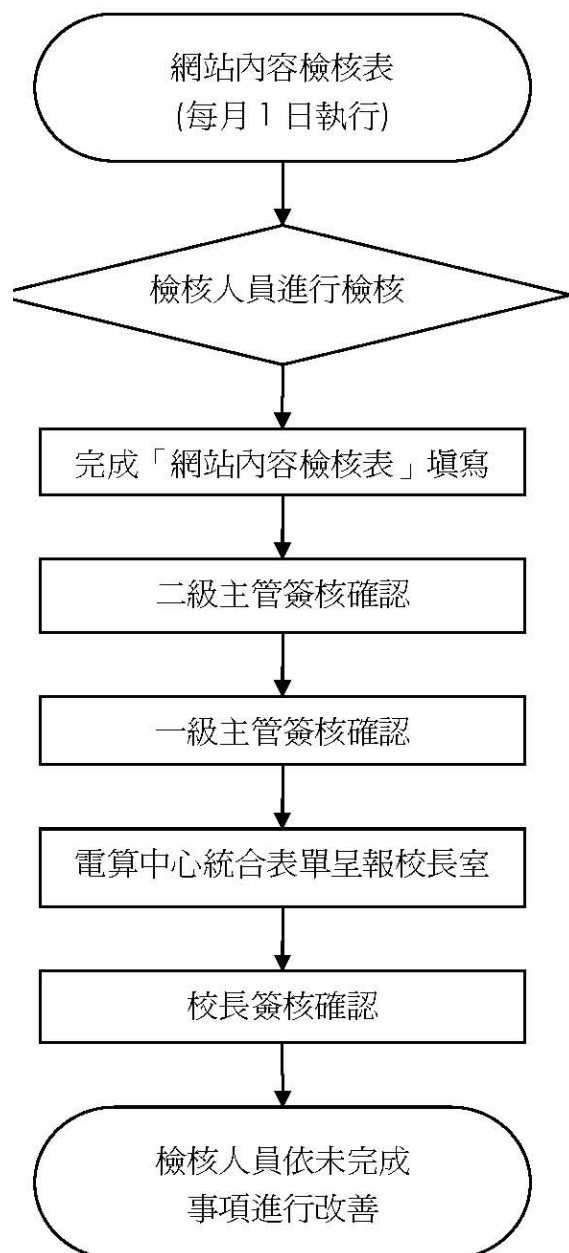 網站內容檢核表
(每月1日執行)
檢核人員進行檢核
完成「網站內容檢核表」填寫
二級主管簽核確認
一級主管簽核確認
電算中心統合表單呈報校長室
校長簽核確認
檢核人員依未完成
事項進行改善